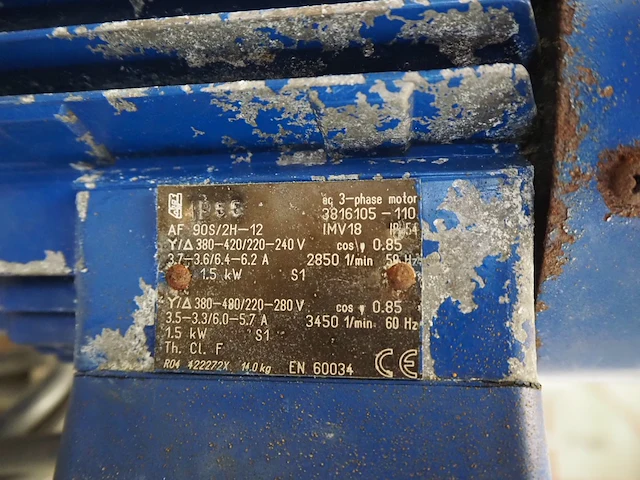 ac 3-phase motor
IP55 3816105-110
AF 90S/2H-12 IMV18 IP 54
Y/Δ 380-420/220-240 V cos φ 0.85
3.7-3.6/6.4-6.2 A 2850 1/min 50 Hz
1.5 kW S1
Y/Δ 380-480/220-280 V cos φ 0.85
3.5-3.3/6.0-5.7 A 3450 1/min 60 Hz
1.5 kW S1
Th. Cl. F
R04 422272X 14.0 kg EN 60034 CE